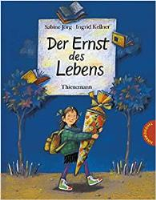 Sabine Jörg · Ingrid Kellner
Der Ernst
des
Lebens
Thienemann